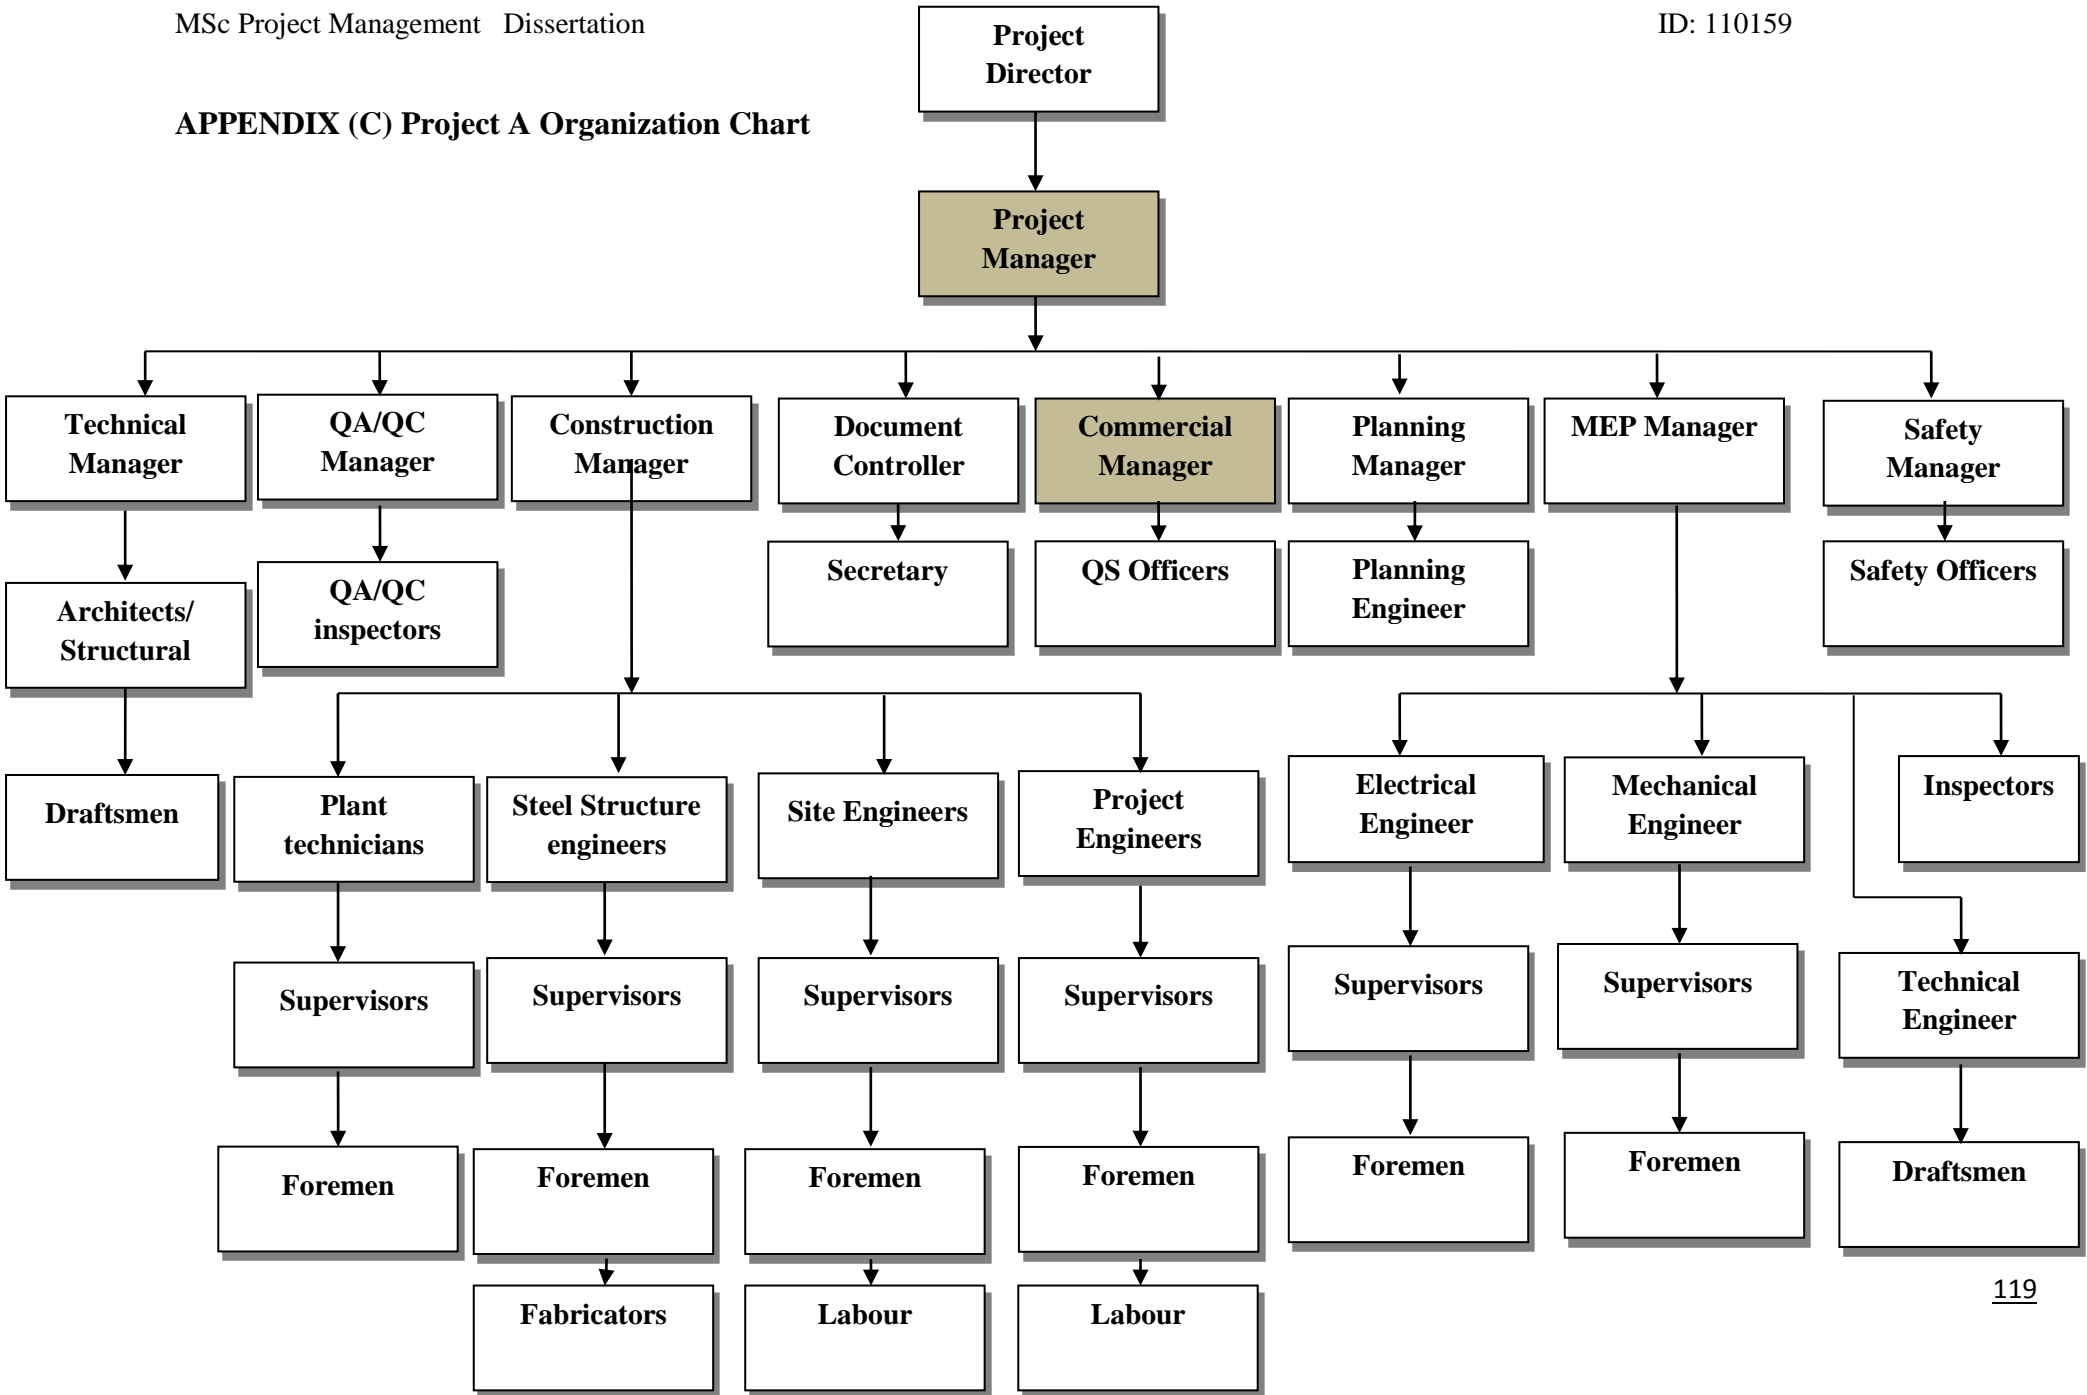 MSc Project Management   Dissertation
ID: 110159
Project
Director
APPENDIX (C) Project A Organization Chart
Project
Manager
Technical
Manager
QA/QC
Manager
Construction
Manager
Document
Controller
Commercial
Manager
Planning
Manager
MEP Manager
Safety
Manager
Architects/
Structural
QA/QC
inspectors
Secretary
QS Officers
Planning
Engineer
Safety Officers
Draftsmen
Plant
technicians
Steel Structure
engineers
Site Engineers
Project
Engineers
Electrical
Engineer
Mechanical
Engineer
Inspectors
Supervisors
Supervisors
Supervisors
Supervisors
Supervisors
Supervisors
Technical
Engineer
Foremen
Foremen
Foremen
Foremen
Foremen
Foremen
Draftsmen
Fabricators
Labour
Labour
119